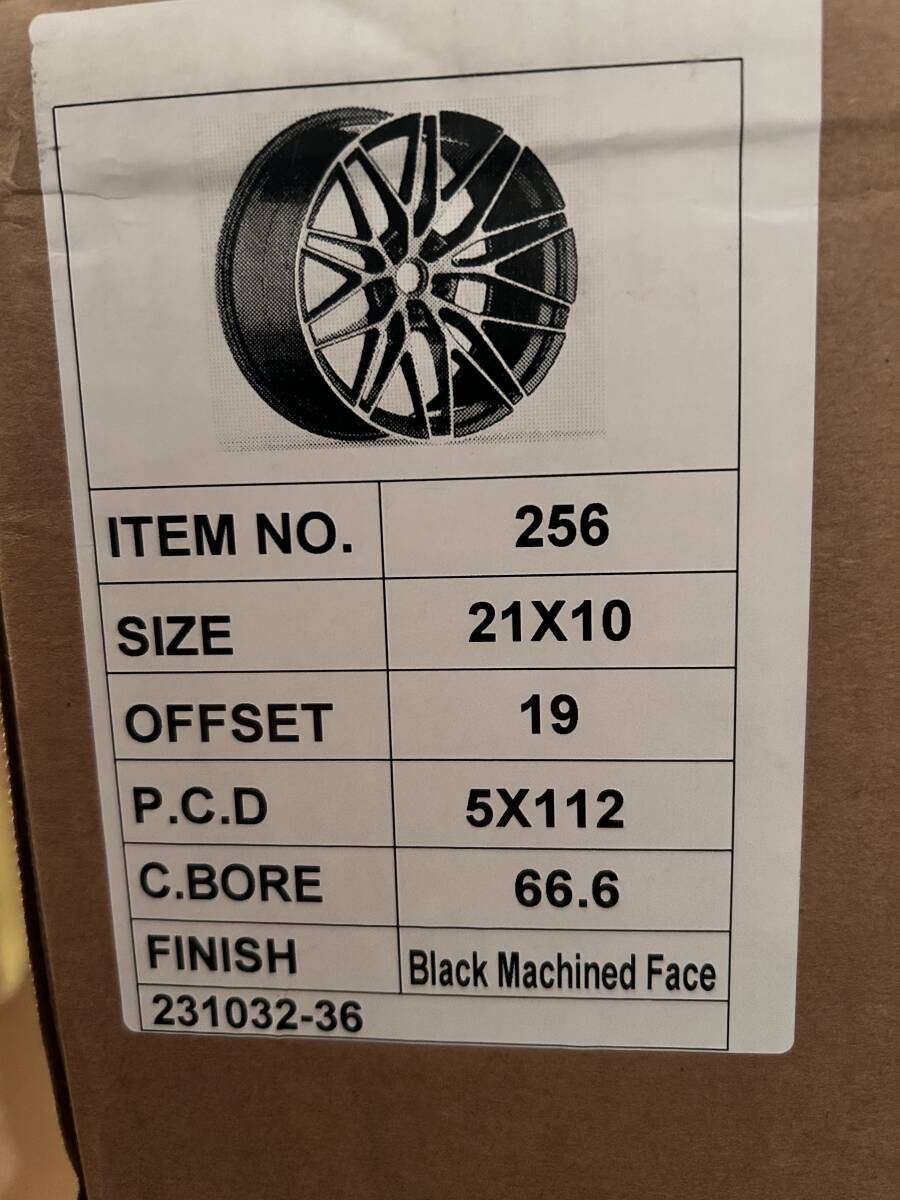 ITEM NO. 256
SIZE 21X10
OFFSET 19
P.C.D 5X112
C.BORE 66.6
FINISH Black Machined Face
231032-36